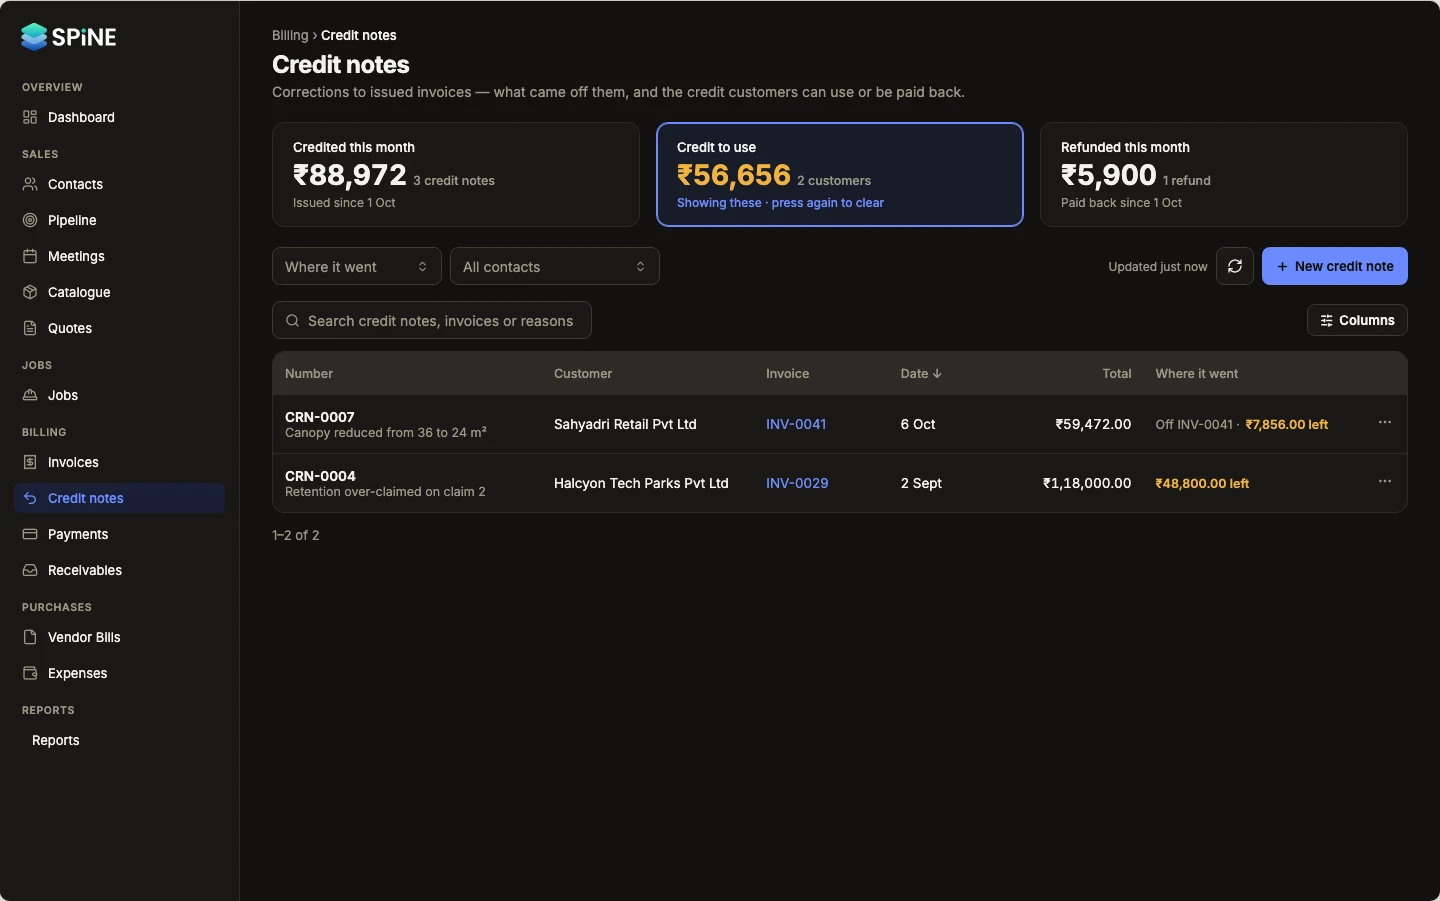 SPiNE
OVERVIEW
Dashboard
SALES
Contacts
Pipeline
Meetings
Catalogue
Quotes
JOBS
Jobs
BILLING
Invoices
Credit notes
Payments
Receivables
PURCHASES
Vendor Bills
Expenses
REPORTS
Reports
Billing › Credit notes
Credit notes
Corrections to issued invoices — what came off them, and the credit customers can use or be paid back.
Credited this month
₹88,972 3 credit notes
Issued since 1 Oct
Credit to use
₹56,656 2 customers
Showing these · press again to clear
Refunded this month
₹5,900 1 refund
Paid back since 1 Oct
Where it went
All contacts
Updated just now
+ New credit note
Search credit notes, invoices or reasons
Columns
Number Customer Invoice Date ↓ Total Where it went
CRN-0007
Canopy reduced from 36 to 24 m²
Sahyadri Retail Pvt Ltd INV-0041 6 Oct ₹59,472.00 Off INV-0041 · ₹7,856.00 left ···
CRN-0004
Retention over-claimed on claim 2
Halcyon Tech Parks Pvt Ltd INV-0029 2 Sept ₹1,18,000.00 ₹48,800.00 left ···
1–2 of 2